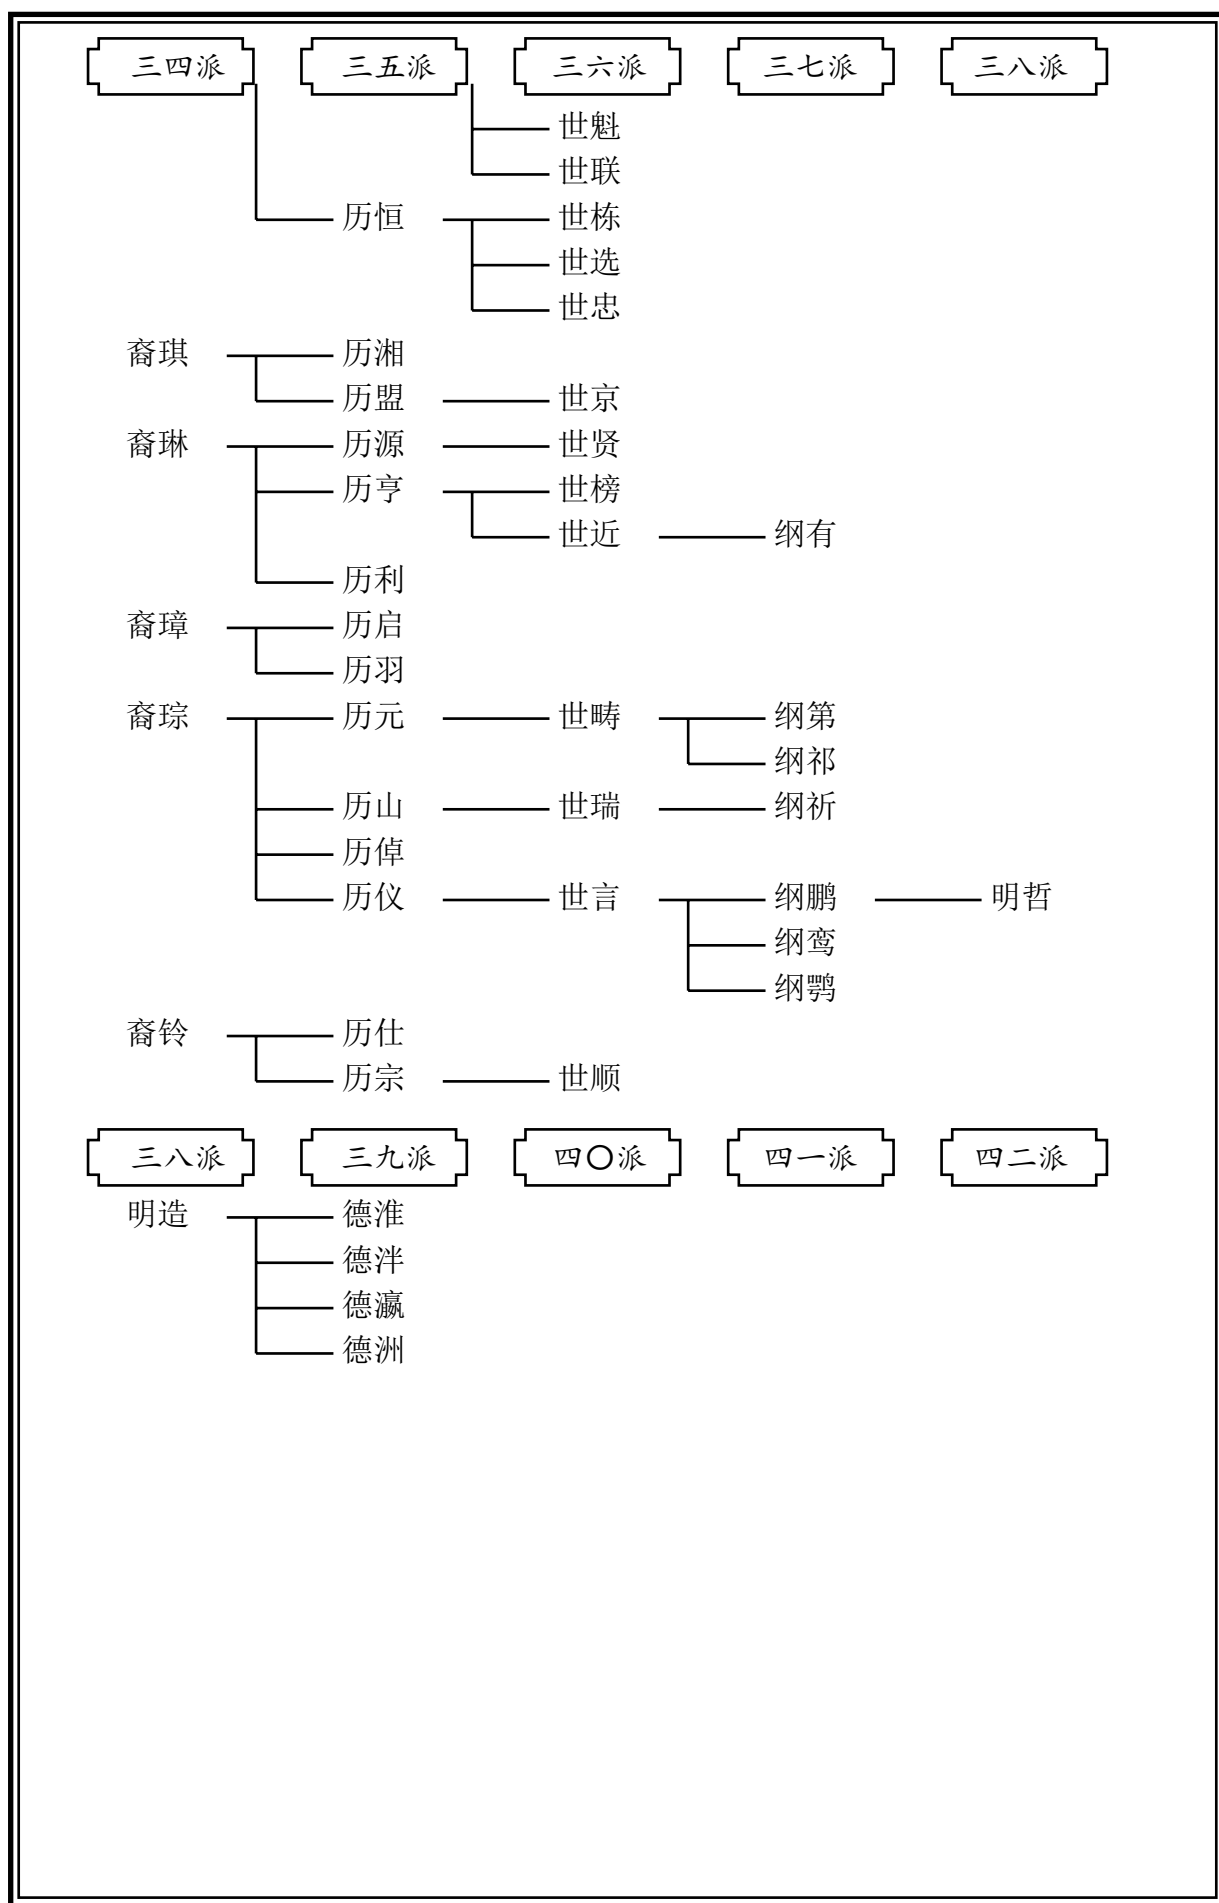 三四派 三五派 三六派 三七派 三八派
世魁
世联
历恒 世栋
世选
世忠
裔琪 历湘
历盟 世京
裔琳 历源 世贤
历亨 世榜
世近 纲有
历利
裔璋 历启
历羽
裔琮 历元 世畴 纲第
纲祁
历山 世瑞 纲祈
历倬
历仪 世言 纲鹏 明哲
纲鸾
纲鹗
裔铃 历仕
历宗 世顺
三八派 三九派 四〇派 四一派 四二派
明造 德淮
德泮
德瀛
德洲